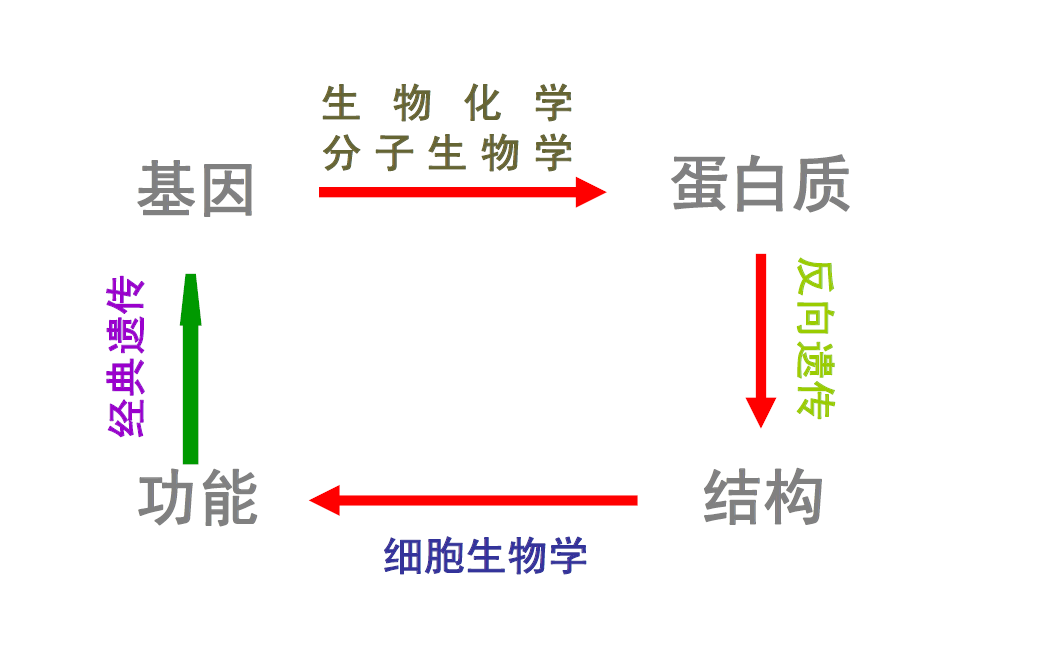 生物化学
分子生物学
基因
蛋白质
经典遗传
反向遗传
功能
结构
细胞生物学